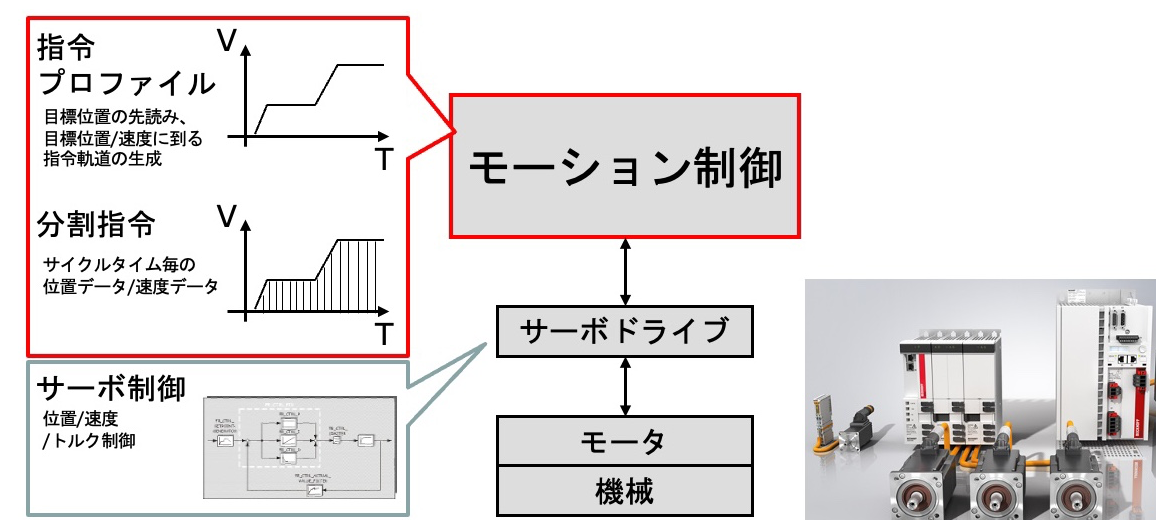 指令
プロファイル
目標位置の先読み、
目標位置/速度に到る
指令軌道の生成
V
T
分割指令
サイクルタイム毎の
位置データ/速度データ
V
T
サーボ制御
位置/速度
/トルク制御
モーション制御
サーボドライブ
モータ
機械